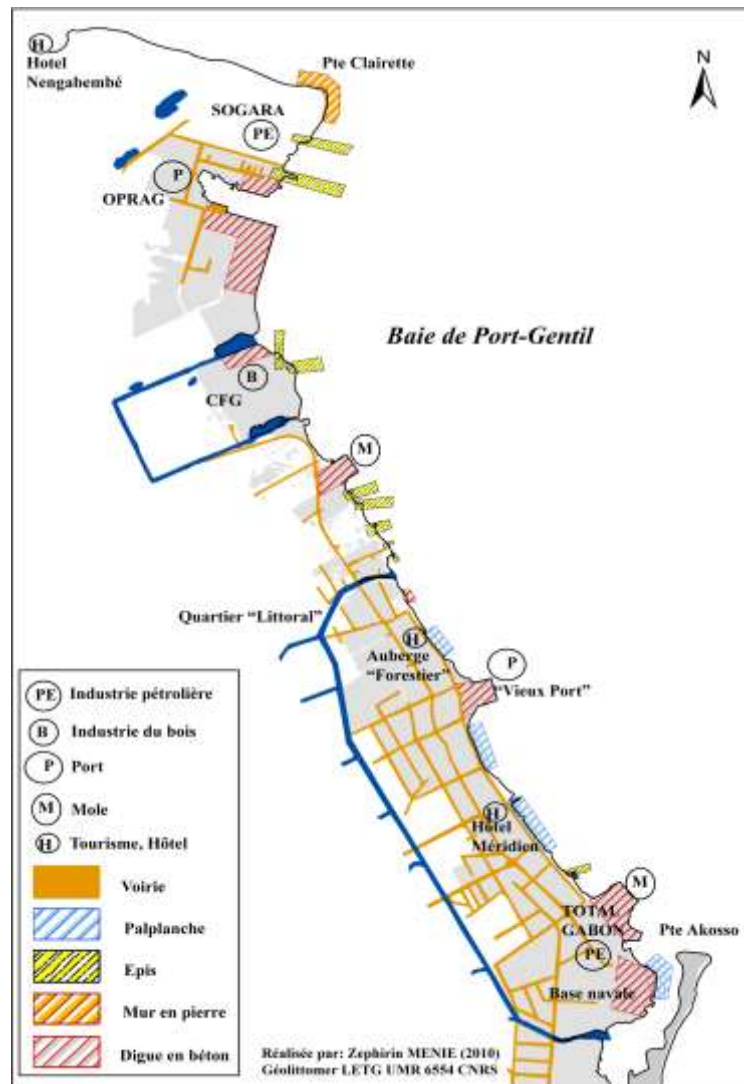 H
Hotel
Nengabembé
Pte Clairette
N
SOGARA
PE
P
OPRAG
Baie de Port-Gentil
B
CFG
M
Quartier “Littoral”
H
Auberge
“Forestier”
P
“Vieux Port”
H
Hôtel
Méridien
M
TOTAL
GABON
Pte Akosso
PE
Base navale
PE Industrie pétrolière
B Industrie du bois
P Port
M Mole
H Tourisme, Hôtel
Voirie
Palplanche
Epis
Mur en pierre
Digue en béton
Réalisée par: Zephirin MENIE (2010)
Géolittomer LETG UMR 6554 CNRS